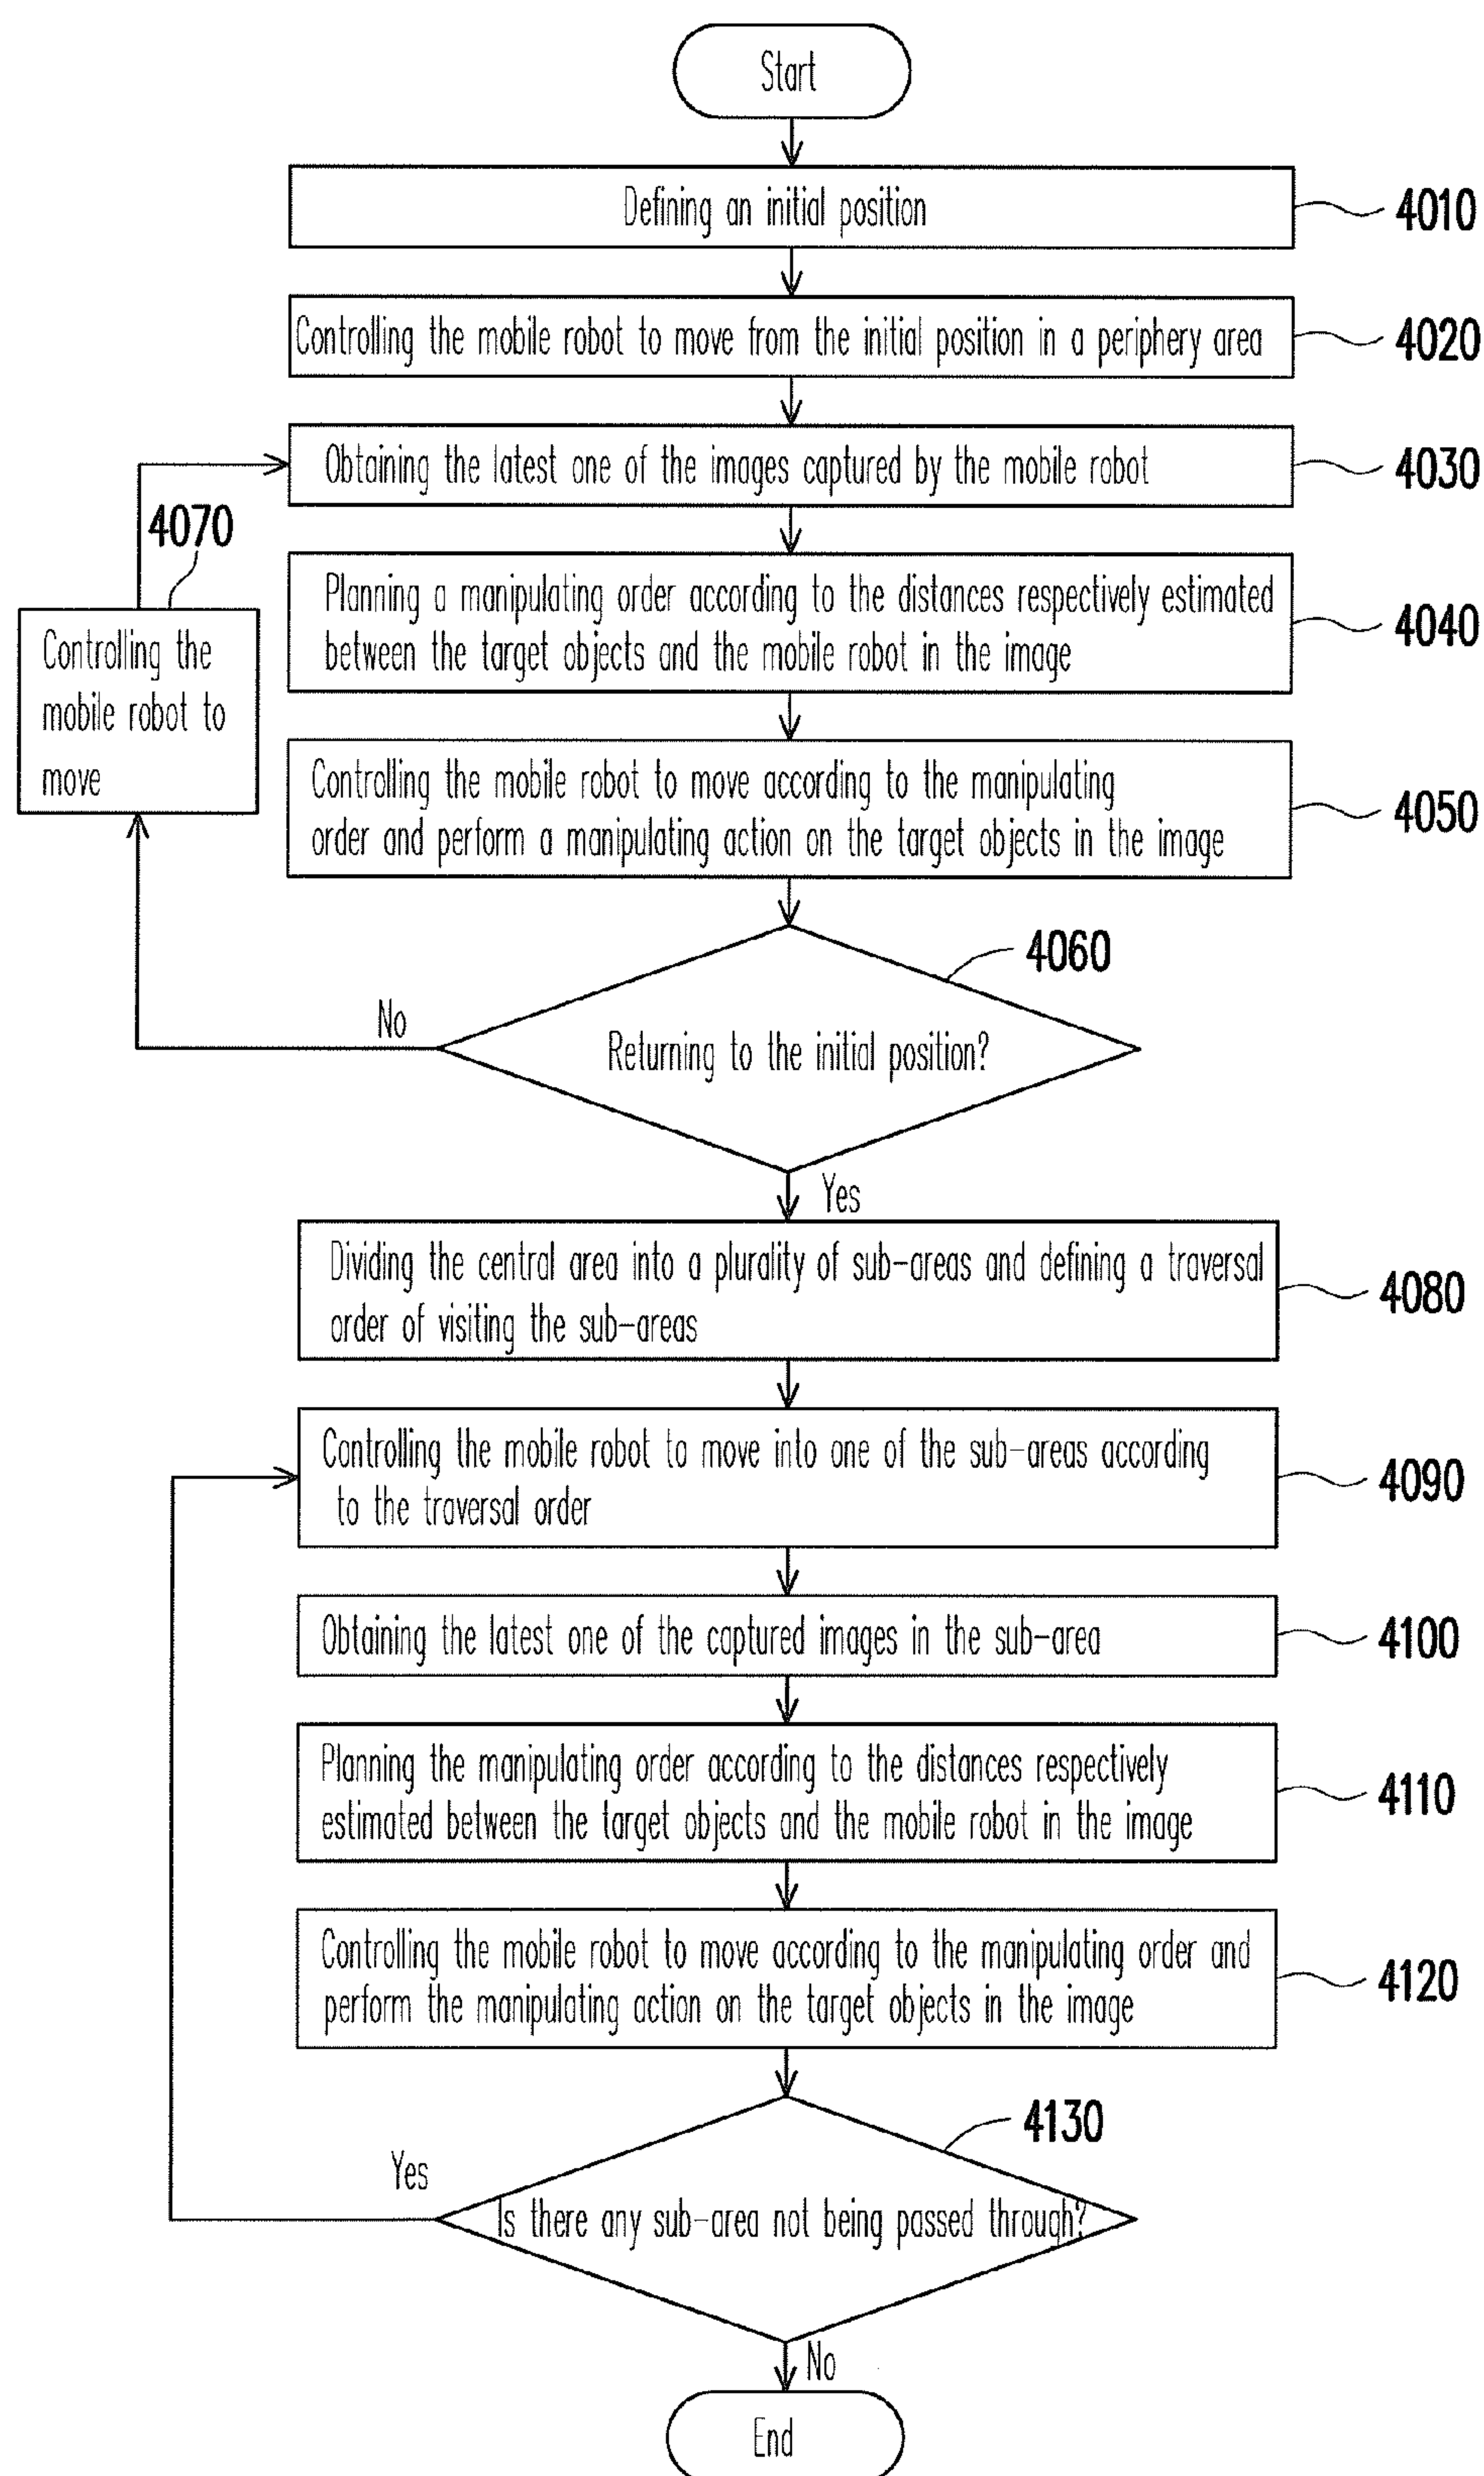 Start
Defining an initial position
4010
Controlling the mobile robot to move from the initial position in a periphery area
4020
Obtaining the latest one of the images captured by the mobile robot
4030
4070
Controlling the
mobile robot to
move
Planning a manipulating order according to the distances respectively estimated
between the target objects and the mobile robot in the image
4040
Controlling the mobile robot to move according to the manipulating
order and perform a manipulating action on the target objects in the image
4050
4060
Returning to the initial position?
No
Yes
Dividing the central area into a plurality of sub-areas and defining a traversal
order of visiting the sub-areas
4080
Controlling the mobile robot to move into one of the sub-areas according
to the traversal order
4090
Obtaining the latest one of the captured images in the sub-area
4100
Planning the manipulating order according to the distances respectively
estimated between the target objects and the mobile robot in the image
4110
Controlling the mobile robot to move according to the manipulating order and
perform the manipulating action on the target objects in the image
4120
4130
Yes
Is there any sub-area not being passed through?
No
End